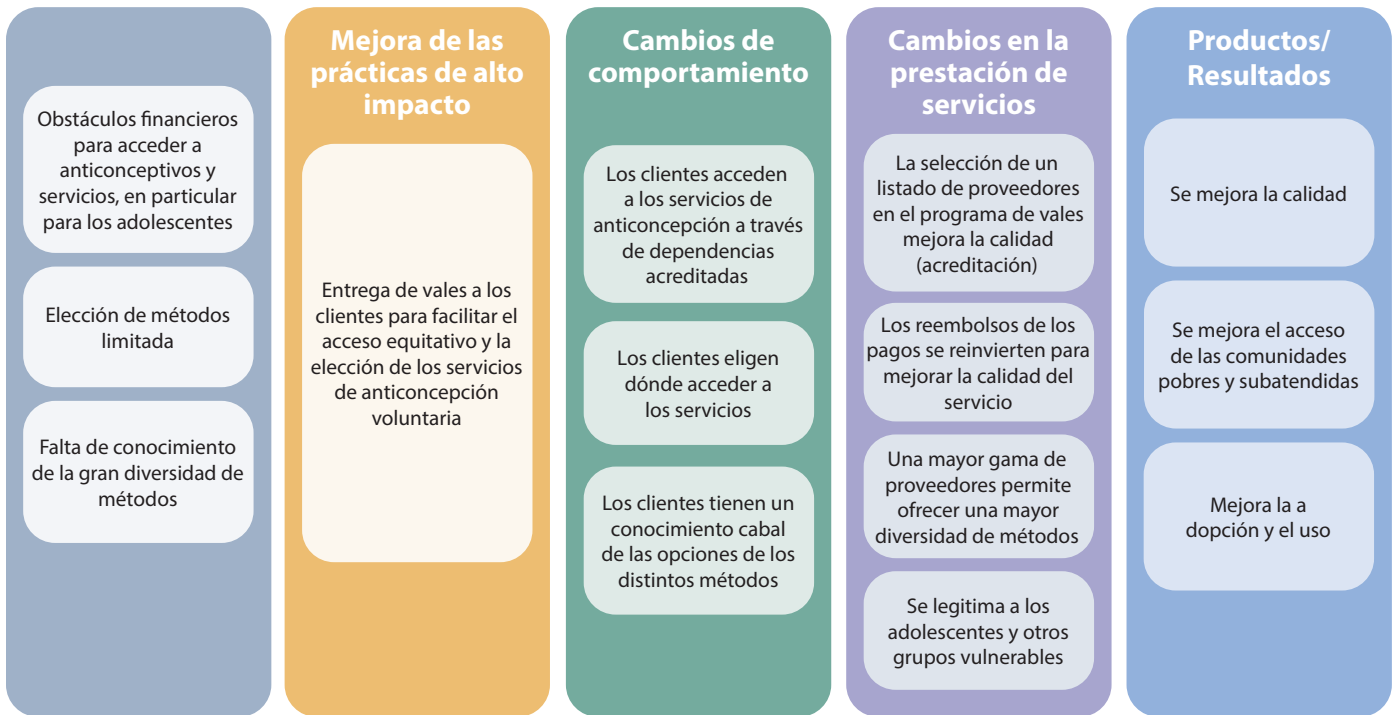 Obstáculos financieros
para acceder a
anticonceptivos y
servicios, en particular
para los adolescentes
Elección de métodos
limitada
Falta de conocimiento
de la gran diversidad de
métodos
Mejora de las
prácticas de alto
impacto
Entrega de vales a los
clientes para facilitar el
acceso equitativo y la
elección de los servicios
de anticoncepción
voluntaria
Cambios de
comportamiento
Los clientes acceden
a los servicios de
anticoncepción a través
de dependencias
acreditadas
Los clientes eligen
dónde acceder a
los servicios
Los clientes tienen un
conocimiento cabal
de las opciones de los
distintos métodos
Cambios en la
prestación de
servicios
La selección de un
listado de proveedores
en el programa de vales
mejora la calidad
(acreditación)
Los reembolsos de los
pagos se reinvierten para
mejorar la calidad del
servicio
Una mayor gama de
proveedores permite
ofrecer una mayor
diversidad de métodos
Se legitima a los
adolescentes y otros
grupos vulnerables
Productos/
Resultados
Se mejora la calidad
Se mejora el acceso
de las comunidades
pobres y subatendidas
Mejora la a
dopción y el uso